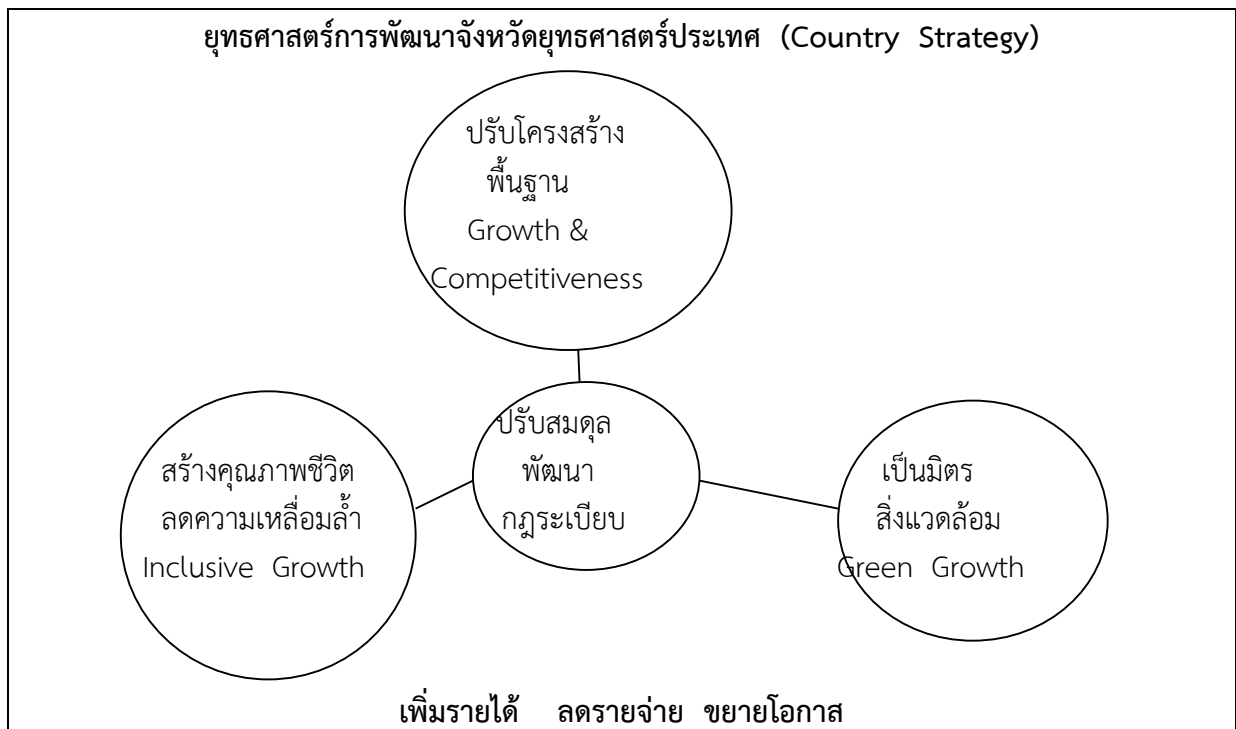 ยุทธศาสตร์การพัฒนาจังหวัดยุทธศาสตร์ประเทศ (Country Strategy)
ปรับโครงสร้าง
พื้นฐาน
Growth &
Competitiveness
ปรับสมดุล
พัฒนา
กฎระเบียบ
สร้างคุณภาพชีวิต
ลดความเหลื่อมล้ำ
Inclusive Growth
เป็นมิตร
สิ่งแวดล้อม
Green Growth
เพิ่มรายได้ ลดรายจ่าย ขยายโอกาส